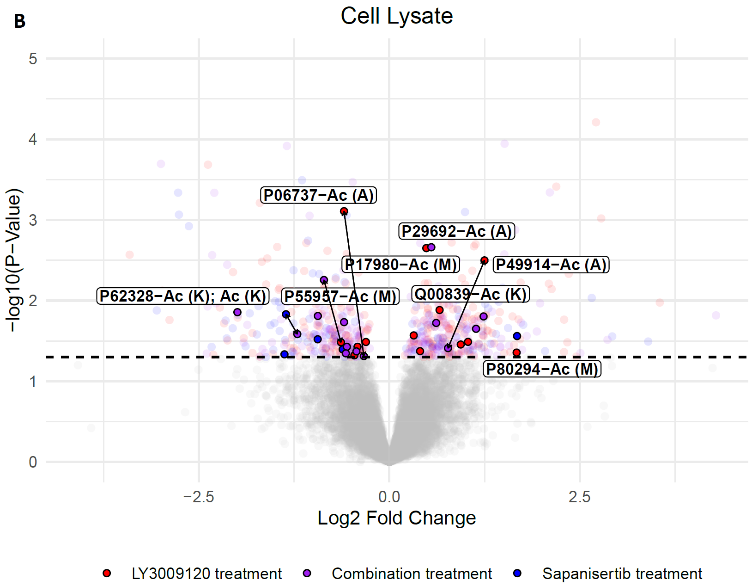 B
Cell Lysate
−log10(P−Value)
5
4
3
2
1
0
P06737−Ac (A)
P29692−Ac (A)
P17980−Ac (M)
P49914−Ac (A)
P62328−Ac (K); Ac (K)
P55957−Ac (M)
Q00839−Ac (K)
P80294−Ac (M)
−2.5
0.0
2.5
Log2 Fold Change
LY3009120 treatment
Combination treatment
Sapanisertib treatment